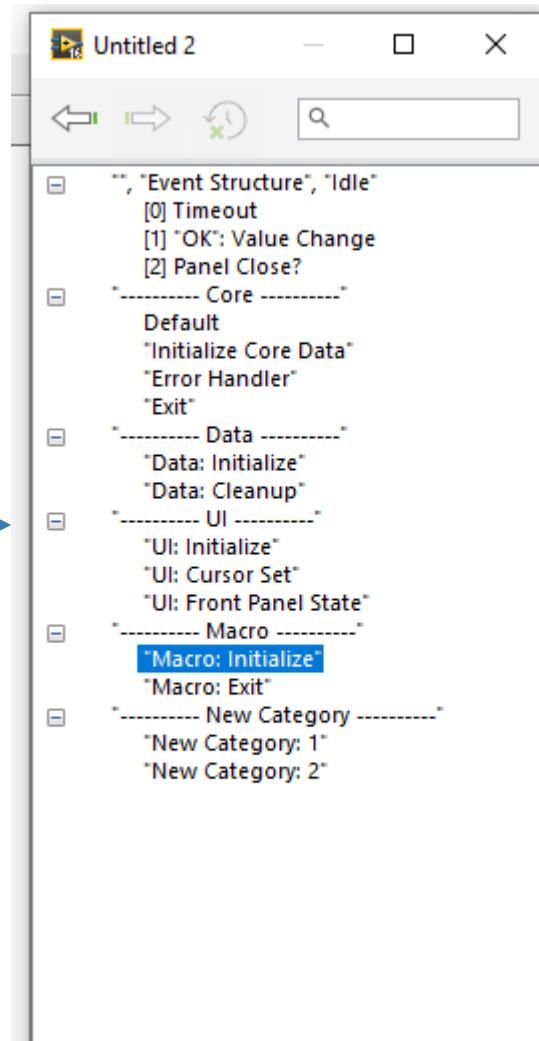 16
Untitled 2
"", "Event Structure", "Idle"
[0] Timeout
[1] "OK": Value Change
[2] Panel Close?
"---------- Core ----------"
Default
"Initialize Core Data"
"Error Handler"
"Exit"
"---------- Data ----------"
"Data: Initialize"
"Data: Cleanup"
"---------- UI ----------"
"UI: Initialize"
"UI: Cursor Set"
"UI: Front Panel State"
"---------- Macro ----------"
"Macro: Initialize"
"Macro: Exit"
"---------- New Category ----------"
"New Category: 1"
"New Category: 2"